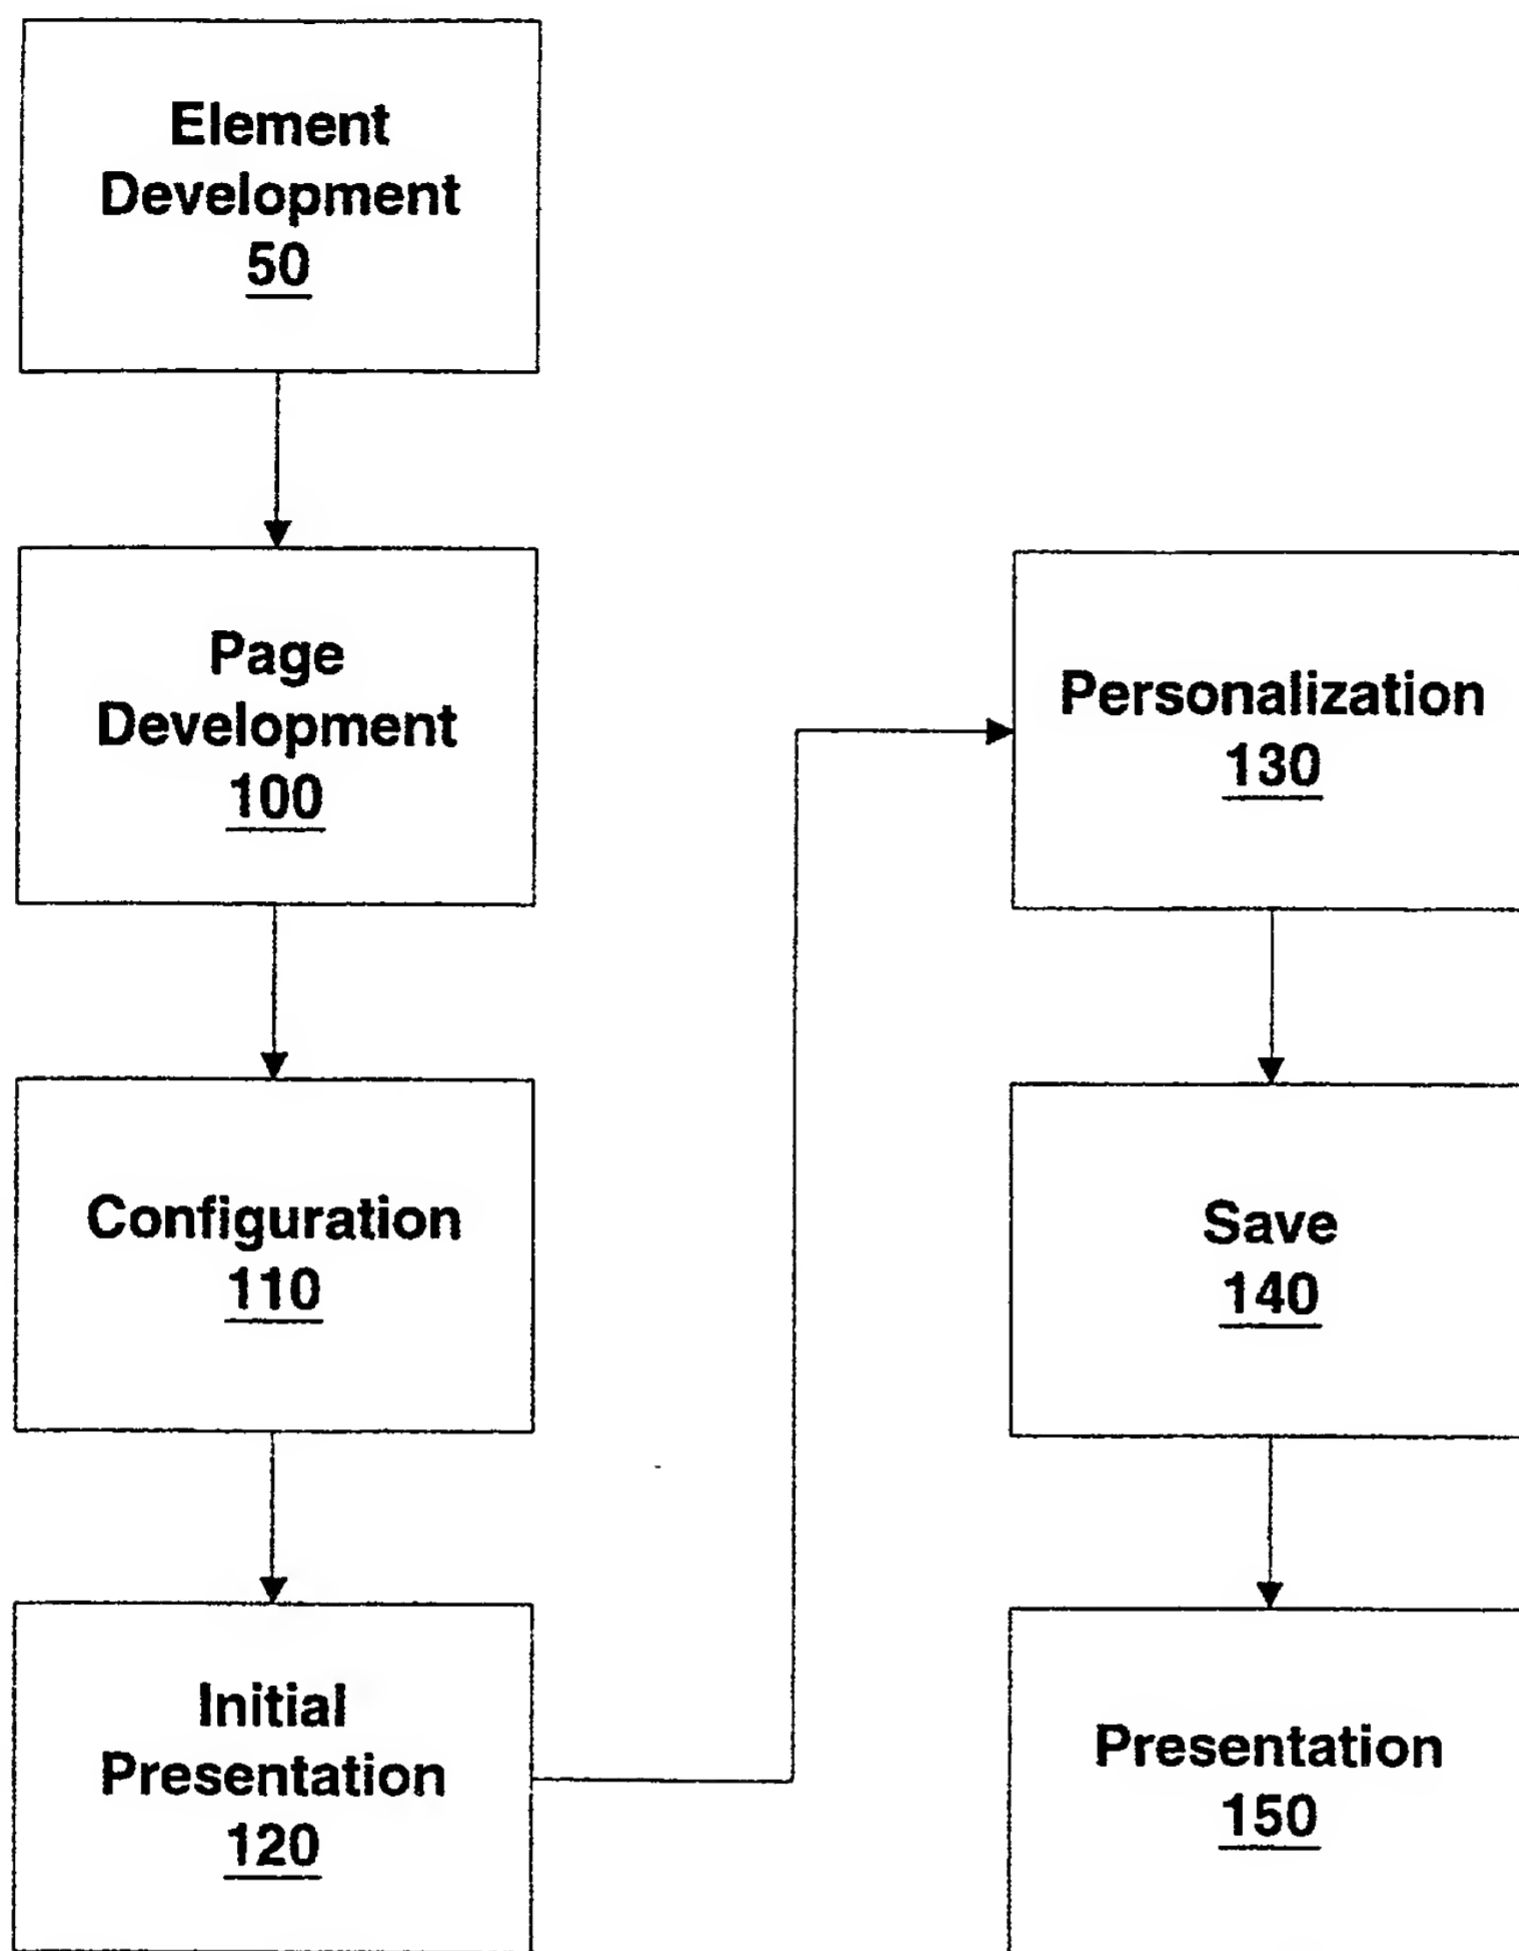 Element
Development
50
Page
Development
100
Configuration
110
Initial
Presentation
120
Personalization
130
Save
140
Presentation
150